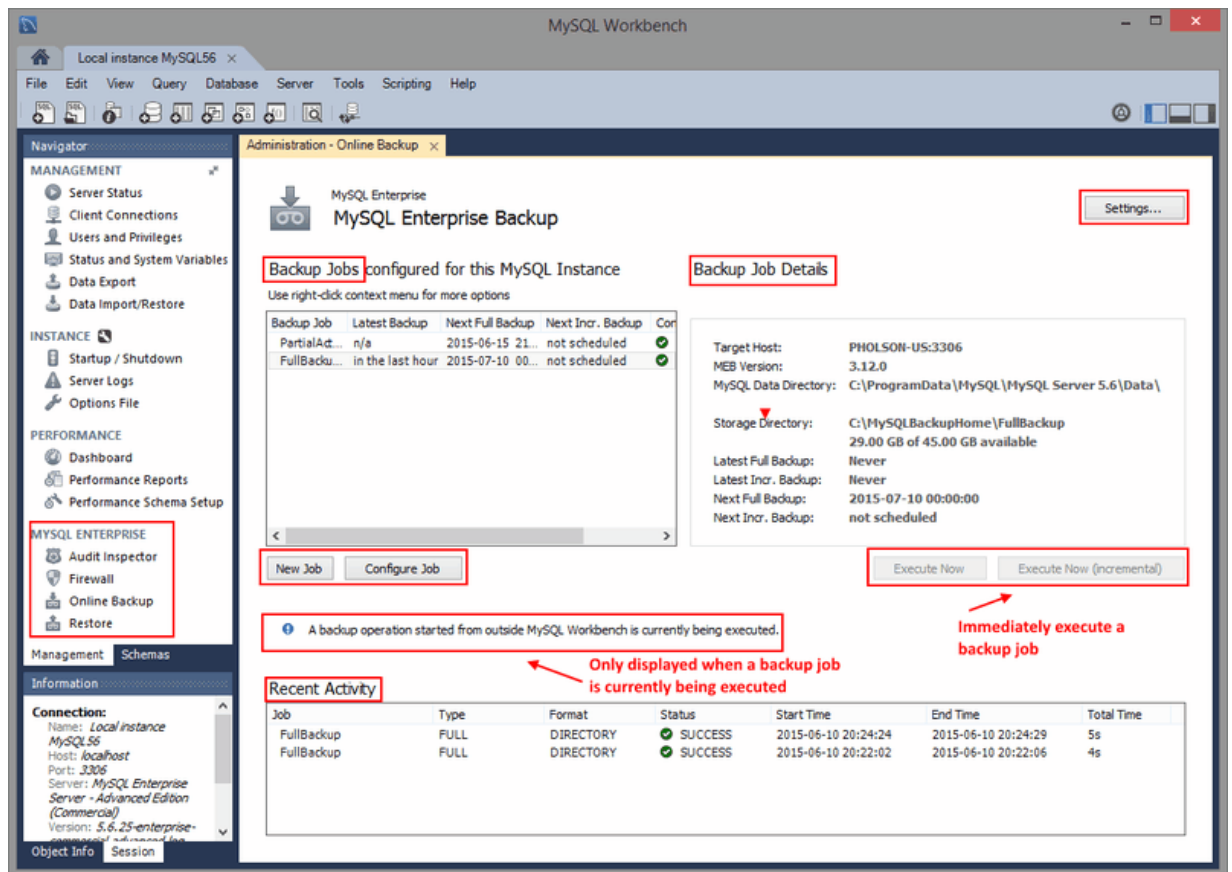 MySQL Workbench
Local instance MySQL56
File Edit View Query Database Server Tools Scripting Help
Navigator
MANAGEMENT
Server Status
Client Connections
Users and Privileges
Status and System Variables
Data Export
Data Import/Restore
INSTANCE
Startup / Shutdown
Server Logs
Options File
PERFORMANCE
Dashboard
Performance Reports
Performance Schema Setup
MYSQL ENTERPRISE
Audit Inspector
Firewall
Online Backup
Restore
Management Schemas
Information
Connection:
Name: Local instance
MySQL56
Host: localhost
Port: 3306
Server: MySQL Enterprise
Server - Advanced Edition
(Commercial)
Version: 5.6.25-enterprise-
commercial-advanced-log
Object Info Session
Administration - Online Backup
MySQL Enterprise
MySQL Enterprise Backup
Settings...
Backup Jobs configured for this MySQL Instance
Use right-click context menu for more options
Backup Job Latest Backup Next Full Backup Next Incr. Backup Cor
PartialAct... n/a 2015-06-15 21... not scheduled
FullBacku... in the last hour 2015-07-10 00... not scheduled
New Job Configure Job
Backup Job Details
Target Host: PHOLSON-US:3306
MEB Version: 3.12.0
MySQL Data Directory: C:\ProgramData\MySQL\MySQL Server 5.6\Data\
Storage Directory: C:\MySQLBackupHome\FullBackup
29.00 GB of 45.00 GB available
Latest Full Backup: Never
Latest Incr. Backup: Never
Next Full Backup: 2015-07-10 00:00:00
Next Incr. Backup: not scheduled
Execute Now Execute Now (incremental)
Immediately execute a
backup job
A backup operation started from outside MySQL Workbench is currently being executed.
Only displayed when a backup job
is currently being executed
Recent Activity
Job Type Format Status Start Time End Time Total Time
FullBackup FULL DIRECTORY SUCCESS 2015-06-10 20:24:24 2015-06-10 20:24:29 5s
FullBackup FULL DIRECTORY SUCCESS 2015-06-10 20:22:02 2015-06-10 20:22:06 4s